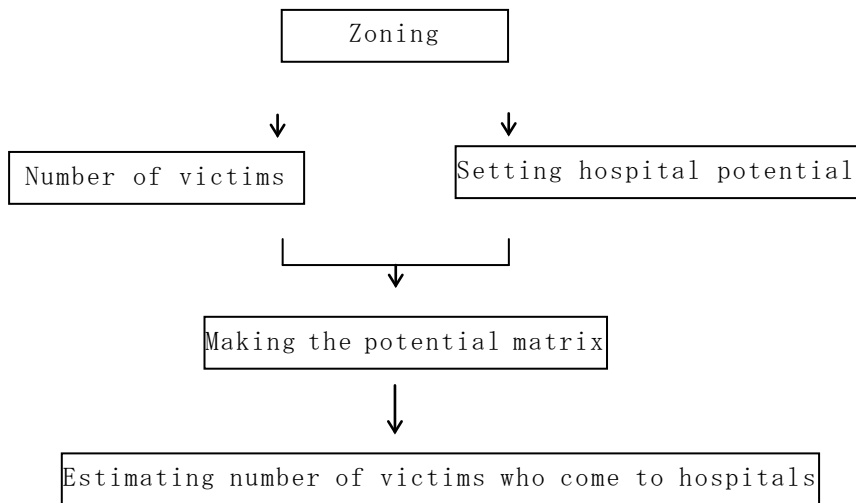 Zoning
Number of victims
Setting hospital potential
Making the potential matrix
Estimating number of victims who come to hospitals